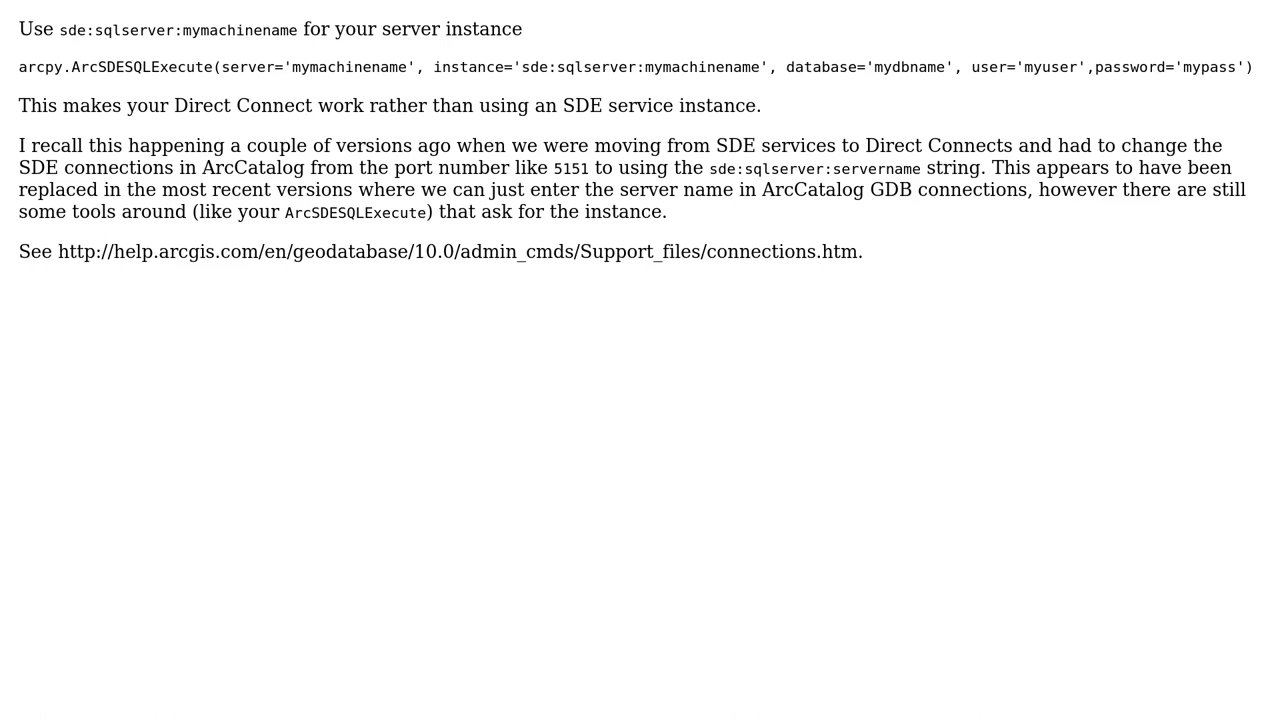 Use sde:sqlserver:mymachinename for your server instance
arcpy.ArcSDESQLExecute(server='mymachinename', instance='sde:sqlserver:mymachinename', database='mydbname', user='myuser',password='mypass')
This makes your Direct Connect work rather than using an SDE service instance.
I recall this happening a couple of versions ago when we were moving from SDE services to Direct Connects and had to change the
SDE connections in ArcCatalog from the port number like 5151 to using the sde:sqlserver:servername string. This appears to have been
replaced in the most recent versions where we can just enter the server name in ArcCatalog GDB connections, however there are still
some tools around (like your ArcSDESQLExecute) that ask for the instance.
See http://help.arcgis.com/en/geodatabase/10.0/admin_cmds/Support_files/connections.htm.